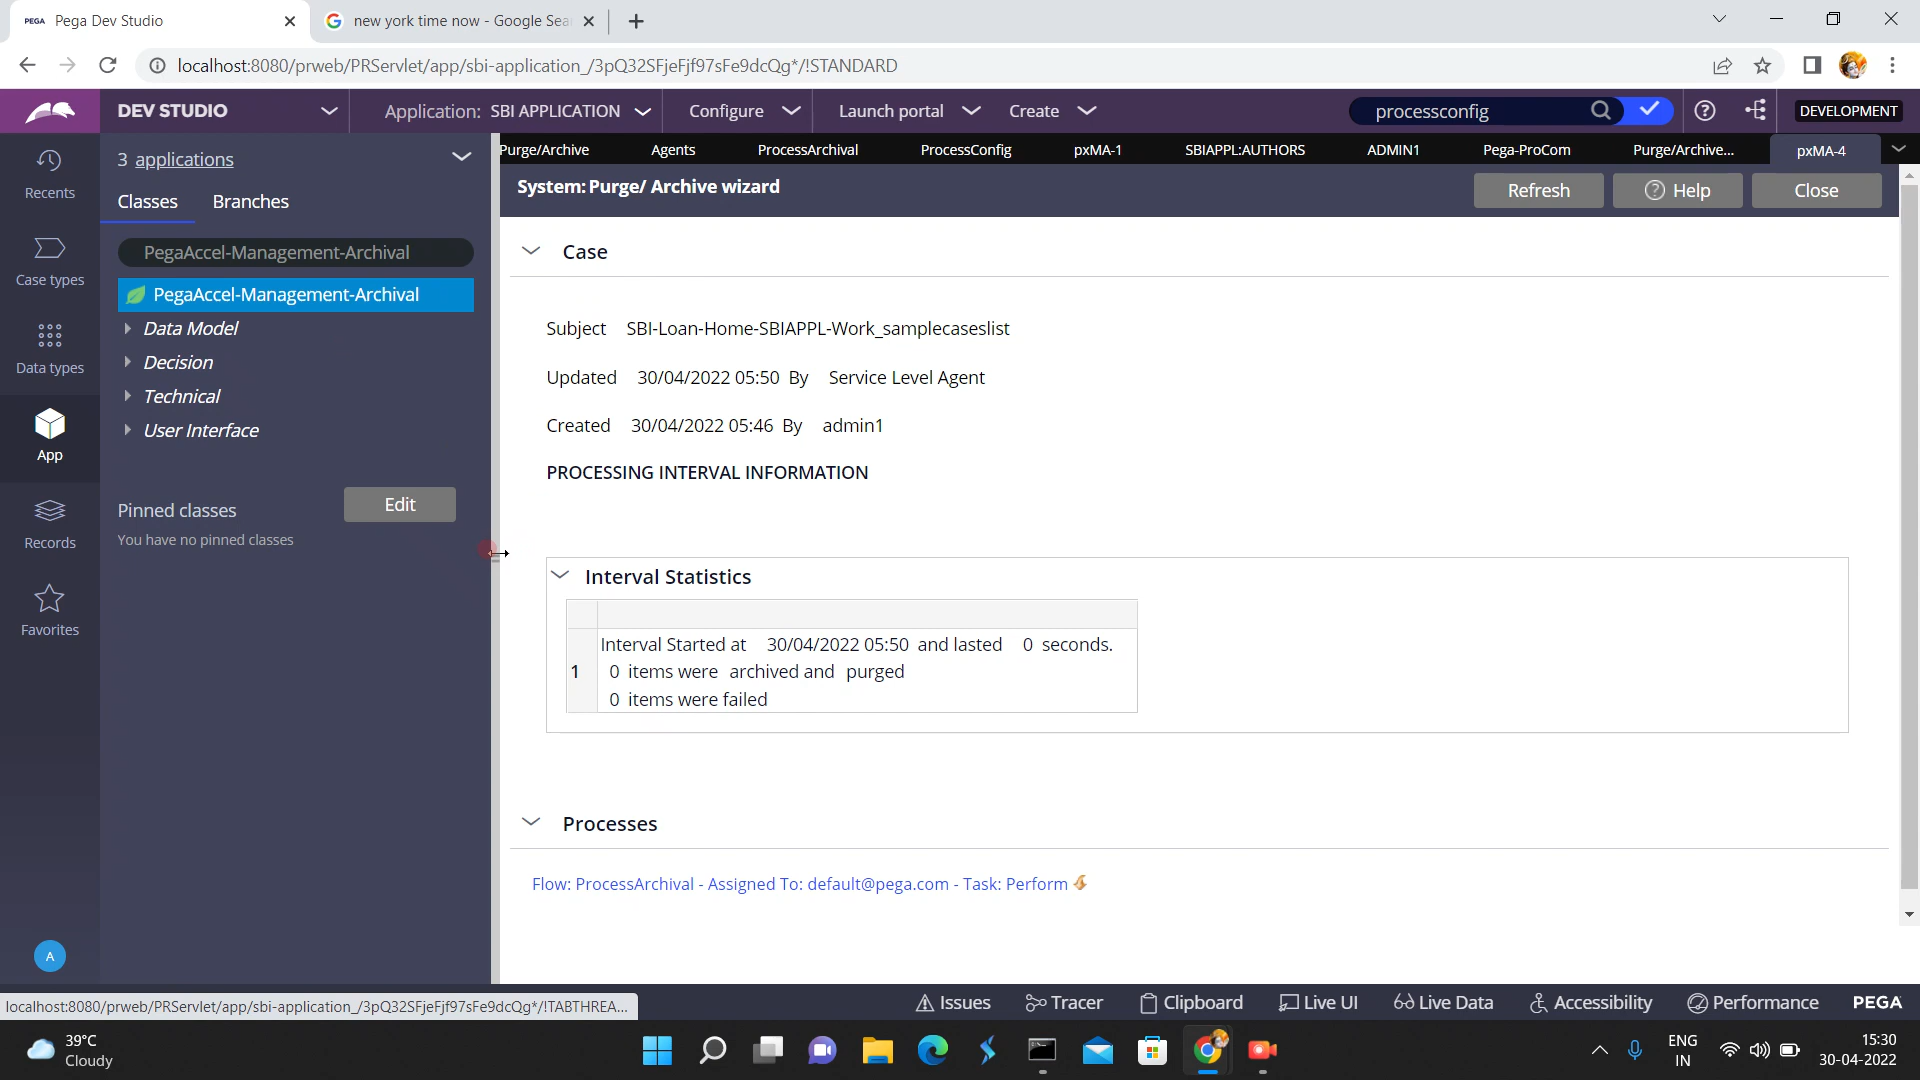 PEGA Pega Dev Studio
new york time now - Google Sea
localhost:8080/prweb/PRServlet/app/sbi-application_/3pQ32SFjeFjf97sFe9dcQg*/!STANDARD
DEV STUDIO
Application: SBI APPLICATION
Configure
Launch portal
Create
processconfig
DEVELOPMENT
Recents
Case types
Data types
App
Records
Favorites
A
3 applications
Classes Branches
PegaAccel-Management-Archival
PegaAccel-Management-Archival
Data Model
Decision
Technical
User Interface
Pinned classes Edit
You have no pinned classes
Purge/Archive Agents ProcessArchival ProcessConfig pxMA-1 SBIAPPL:AUTHORS ADMIN1 Pega-ProCom Purge/Archive... pxMA-4
System: Purge/ Archive wizard Refresh Help Close
Case
Subject SBI-Loan-Home-SBIAPPL-Work_samplecaseslist
Updated 30/04/2022 05:50 By Service Level Agent
Created 30/04/2022 05:46 By admin1
PROCESSING INTERVAL INFORMATION
Interval Statistics
Interval Started at 30/04/2022 05:50 and lasted 0 seconds.
1 0 items were archived and purged
0 items were failed
Processes
Flow: ProcessArchival - Assigned To: default@pega.com - Task: Perform
localhost:8080/prweb/PRServlet/app/sbi-application_/3pQ32SFjeFjf97sFe9dcQg*/!TABTHREA...
Issues Tracer Clipboard Live UI Live Data Accessibility Performance PEGA
39°C
Cloudy
ENG
IN
15:30
30-04-2022